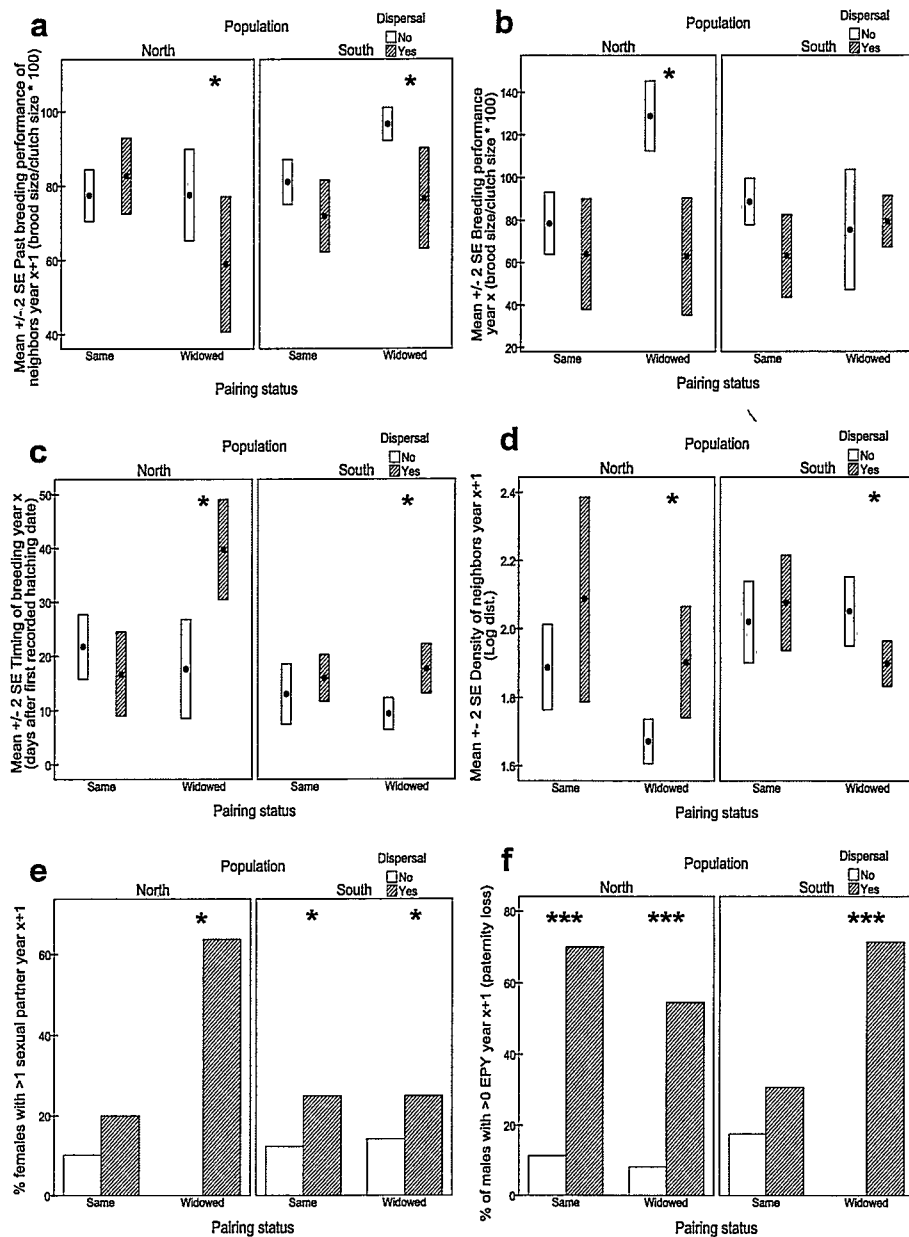 a
Population
Dispersal
No
Yes
North
South
*
*
100
80
60
40
Mean +/- 2 SE Past breeding performance
neighbors year x+1 (brood size/clutch size * 100)
Same
Widowed
Same
Widowed
Pairing status
b
Population
Dispersal
No
Yes
North
South
*
140
120
100
80
60
40
20
Mean +/- 2 SE Breeding performance
year x (brood size/clutch size * 100)
Same
Widowed
Same
Widowed
Pairing status
c
Population
Dispersal
No
Yes
North
South
*
*
50
40
30
20
10
0
Mean +/- 2 SE Timing of breeding year x
(days after first recorded hatching date)
Same
Widowed
Same
Widowed
Pairing status
d
Population
Dispersal
No
Yes
North
South
*
*
2.4
2.2
2.0
1.8
1.6
Mean +- 2 SE Density of neighbors year x+1
(Log dist.)
Same
Widowed
Same
Widowed
Pairing status
e
Population
Dispersal
No
Yes
North
South
*
*
*
60
40
20
0
% females with >1 sexual partner year x+1
Same
Widowed
Same
Widowed
Pairing status
f
Population
Dispersal
No
Yes
North
South
***
***
***
80
60
40
20
0
% of males with >0 EPY year x+1 (paternity loss)
Same
Widowed
Same
Widowed
Pairing status